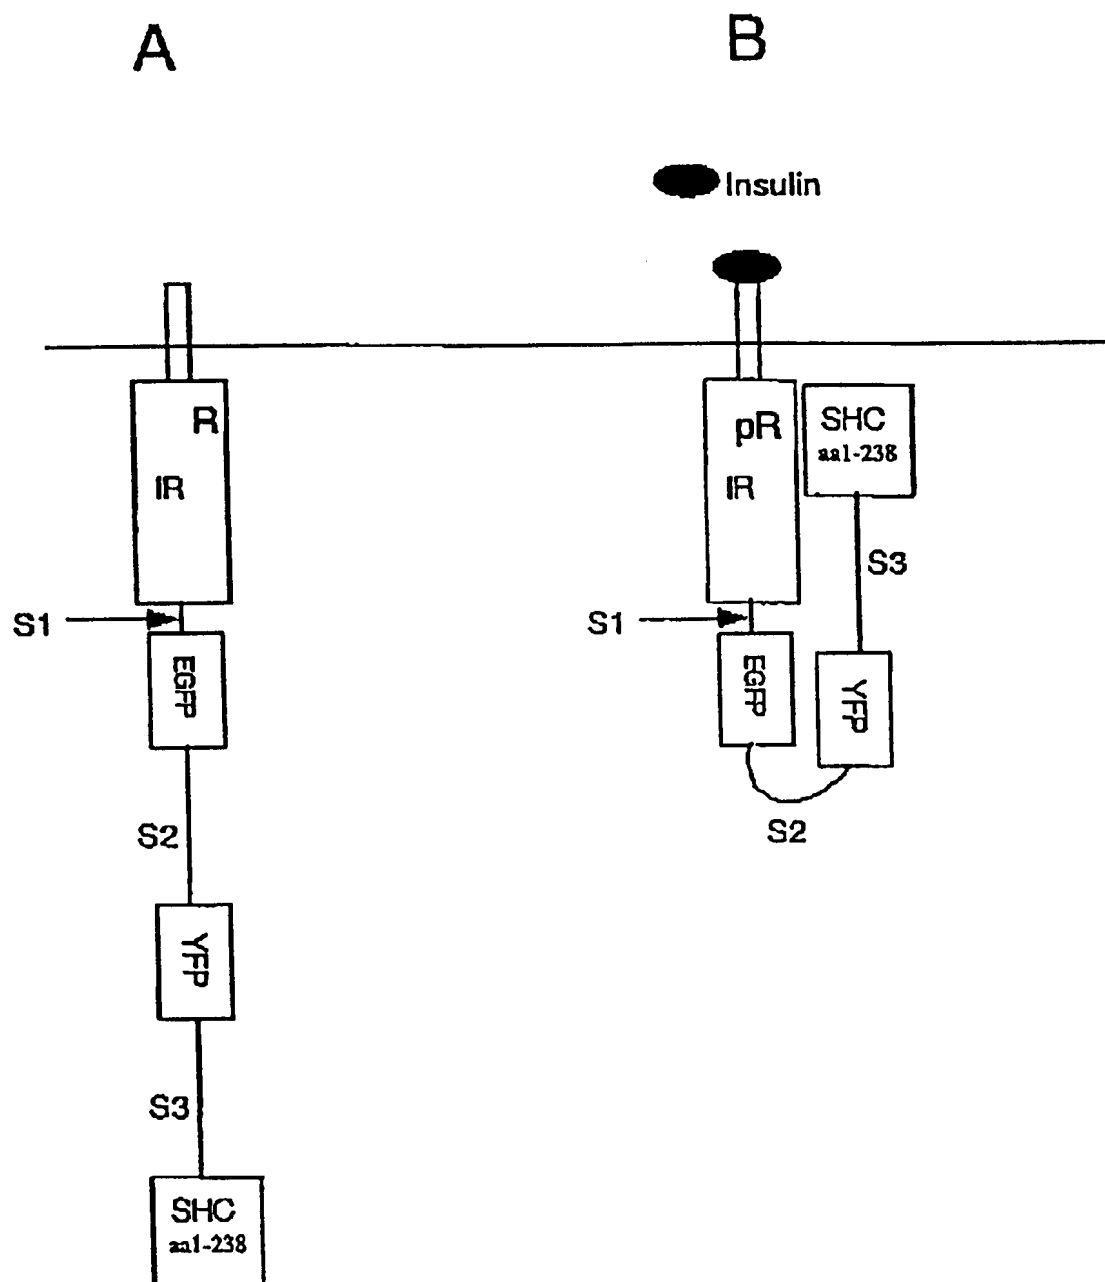 A
B
Insulin
R
IR
S1
EGFP
S2
YFP
S3
SHC
aa1-238
pR
IR
SHC
aa1-238
S3
S1
EGFP
YFP
S2